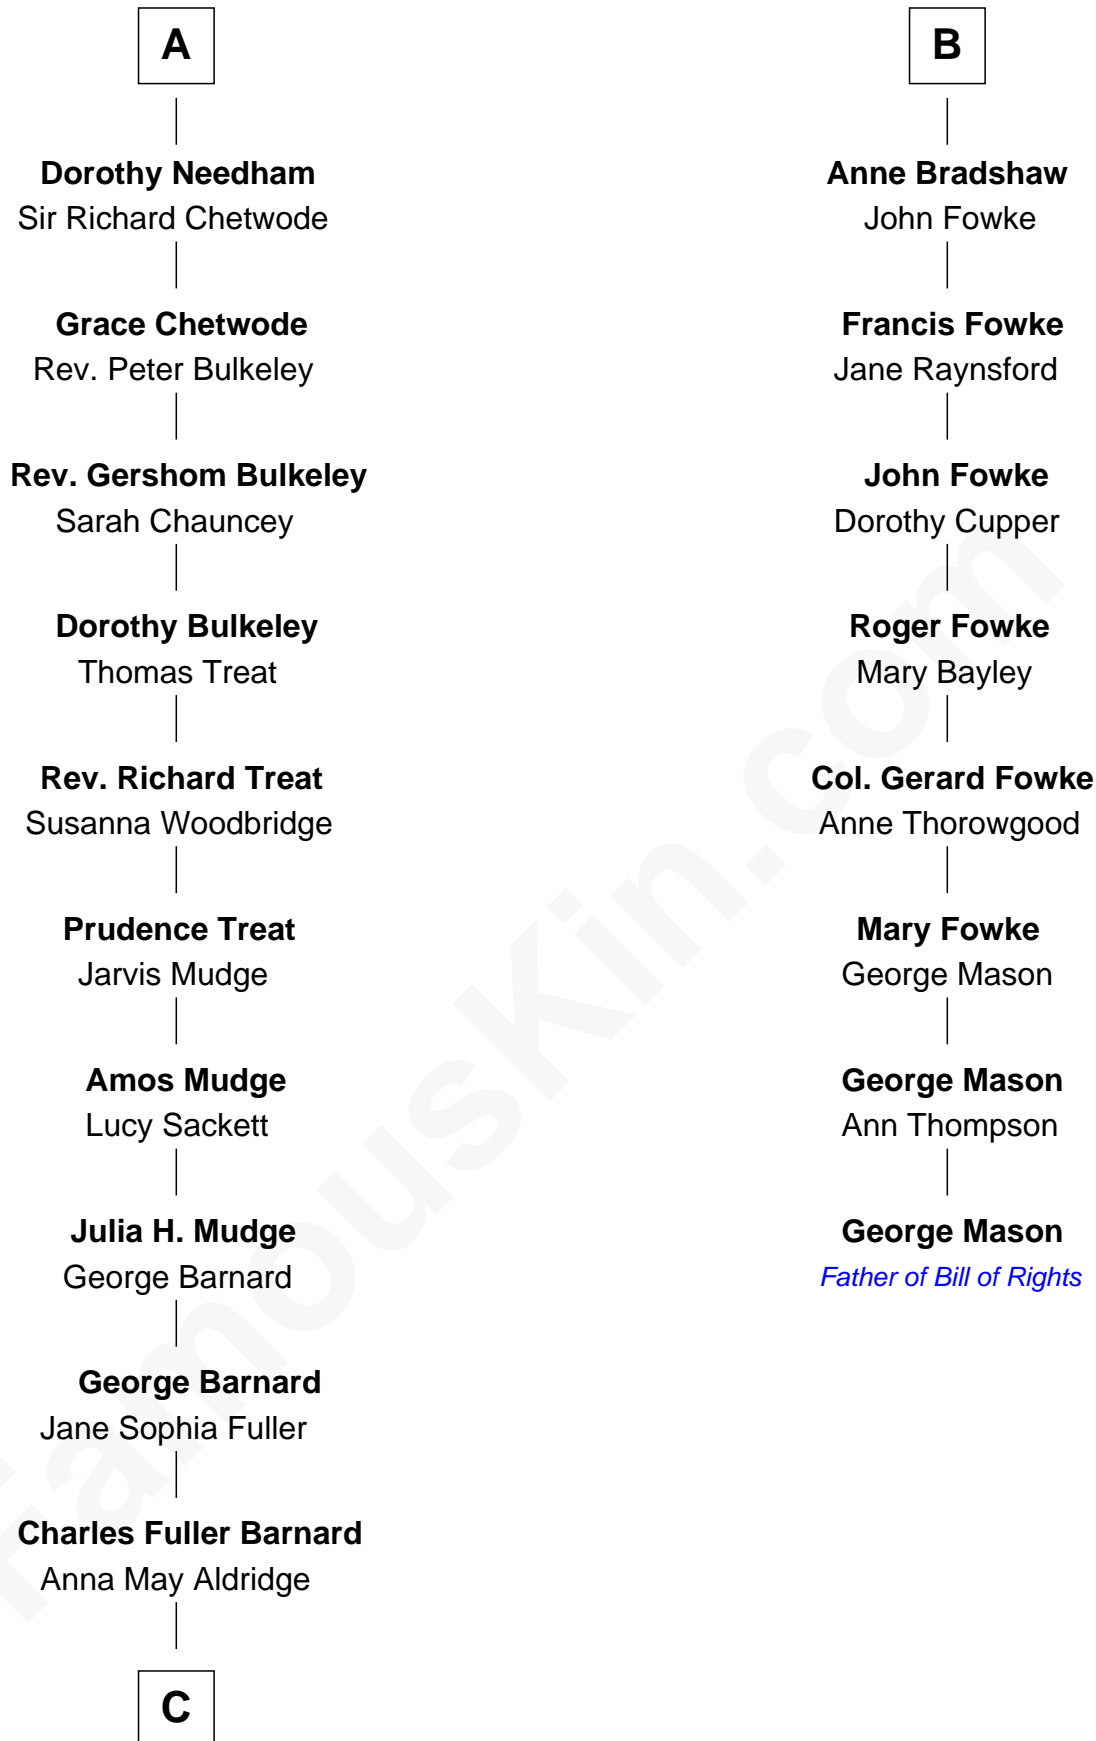 A
Dorothy Needham
Sir Richard Chetwode
Grace Chetwode
Rev. Peter Bulkeley
Rev. Gershom Bulkeley
Sarah Chauncey
Dorothy Bulkeley
Thomas Treat
Rev. Richard Treat
Susanna Woodbridge
Prudence Treat
Jarvis Mudge
Amos Mudge
Lucy Sackett
Julia H. Mudge
George Barnard
George Barnard
Jane Sophia Fuller
Charles Fuller Barnard
Anna May Aldridge
C
B
Anne Bradshaw
John Fowke
Francis Fowke
Jane Raynsford
John Fowke
Dorothy Cupper
Roger Fowke
Mary Bayley
Col. Gerard Fowke
Anne Thorowgood
Mary Fowke
George Mason
George Mason
Ann Thompson
George Mason
Father of Bill of Rights
FamousKin.com